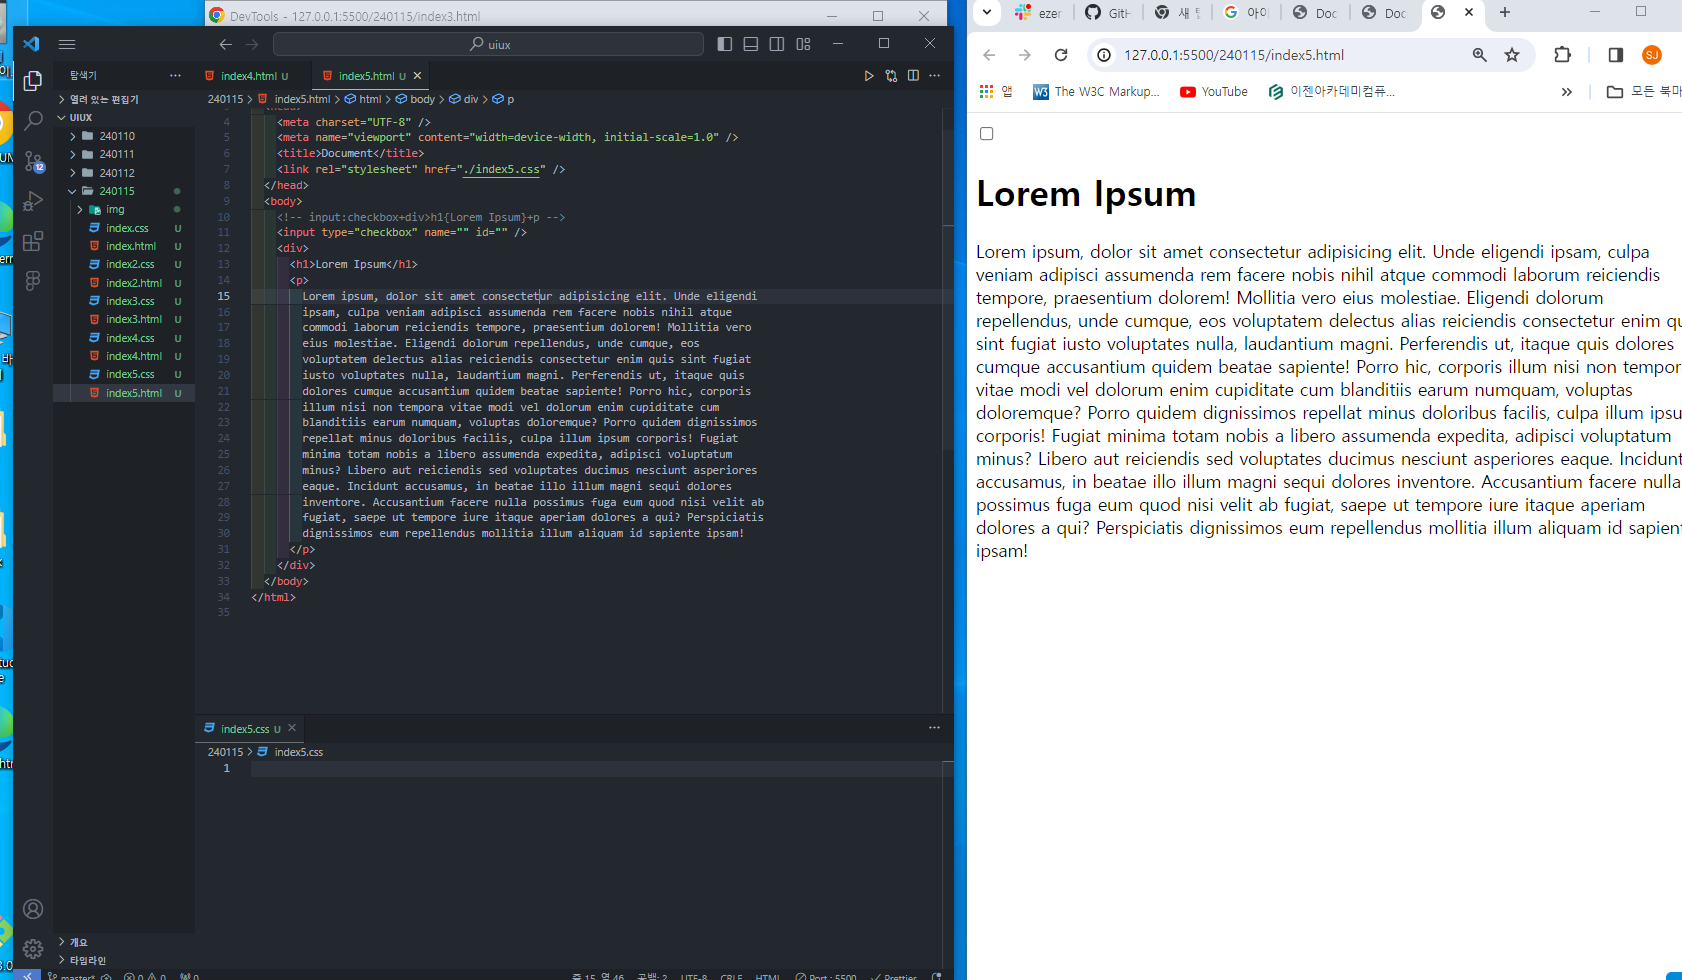 DevTools - 127.0.0.1:5500/240115/index3.html
uiux
탐색기
열려 있는 편집기
UIUX
240110
240111
240112
240115
img
index.css U
index.html U
index2.css U
index2.html U
index3.css U
index3.html U
index4.css U
index4.html U
index5.css U
index5.html U
개요
타임라인
12
index4.html U
index5.html U
240115 > index5.html > html > body > div > p
4 <meta charset="UTF-8" />
5 <meta name="viewport" content="width=device-width, initial-scale=1.0" />
6 <title>Document</title>
7 <link rel="stylesheet" href="./index5.css" />
8 </head>
9 <body>
10 <!-- input:checkbox+div>h1{Lorem Ipsum}+p -->
11 <input type="checkbox" name="" id="" />
12 <div>
13 <h1>Lorem Ipsum</h1>
14 <p>
15 Lorem ipsum, dolor sit amet consectetur adipisicing elit. Unde eligendi
16 ipsam, culpa veniam adipisci assumenda rem facere nobis nihil atque
17 commodi laborum reiciendis tempore, praesentium dolorem! Mollitia vero
18 eius molestiae. Eligendi dolorum repellendus, unde cumque, eos
19 voluptatem delectus alias reiciendis consectetur enim quis sint fugiat
20 iusto voluptates nulla, laudantium magni. Perferendis ut, itaque quis
21 dolores cumque accusantium quidem beatae sapiente! Porro hic, corporis
22 illum nisi non tempora vitae modi vel dolorum enim cupiditate cum
23 blanditiis earum numquam, voluptas doloremque? Porro quidem dignissimos
24 repellat minus doloribus facilis, culpa illum ipsum corporis! Fugiat
25 minima totam nobis a libero assumenda expedita, adipisci voluptatum
26 minus? Libero aut reiciendis sed voluptates ducimus nesciunt asperiores
27 eaque. Incidunt accusamus, in beatae illo illum magni sequi dolores
28 inventore. Accusantium facere nulla possimus fuga eum quod nisi velit ab
29 fugiat, saepe ut tempore iure itaque aperiam dolores a qui? Perspiciatis
30 dignissimos eum repellendus mollitia illum aliquam id sapiente ipsam!
31 </p>
32 </div>
33 </body>
34 </html>
35
index5.css U
240115 > index5.css
1
master* 0 0 0 줄 15, 열 46 공백: 2 UTF-8 CRLF HTML Port : 5500 Prettier
ezer GitH 새 아이 Doc Doc
127.0.0.1:5500/240115/index5.html
SJ
앱 The W3C Markup... YouTube 이젠아카데미컴퓨... 모든 북마
Lorem Ipsum
Lorem ipsum, dolor sit amet consectetur adipisicing elit. Unde eligendi ipsam, culpa
veniam adipisci assumenda rem facere nobis nihil atque commodi laborum reiciendis
tempore, praesentium dolorem! Mollitia vero eius molestiae. Eligendi dolorum
repellendus, unde cumque, eos voluptatem delectus alias reiciendis consectetur enim qu
sint fugiat iusto voluptates nulla, laudantium magni. Perferendis ut, itaque quis dolores
cumque accusantium quidem beatae sapiente! Porro hic, corporis illum nisi non tempor
vitae modi vel dolorum enim cupiditate cum blanditiis earum numquam, voluptas
doloremque? Porro quidem dignissimos repellat minus doloribus facilis, culpa illum ipsu
corporis! Fugiat minima totam nobis a libero assumenda expedita, adipisci voluptatum
minus? Libero aut reiciendis sed voluptates ducimus nesciunt asperiores eaque. Incidunt
accusamus, in beatae illo illum magni sequi dolores inventore. Accusantium facere nulla
possimus fuga eum quod nisi velit ab fugiat, saepe ut tempore iure itaque aperiam
dolores a qui? Perspiciatis dignissimos eum repellendus mollitia illum aliquam id sapient
ipsam!